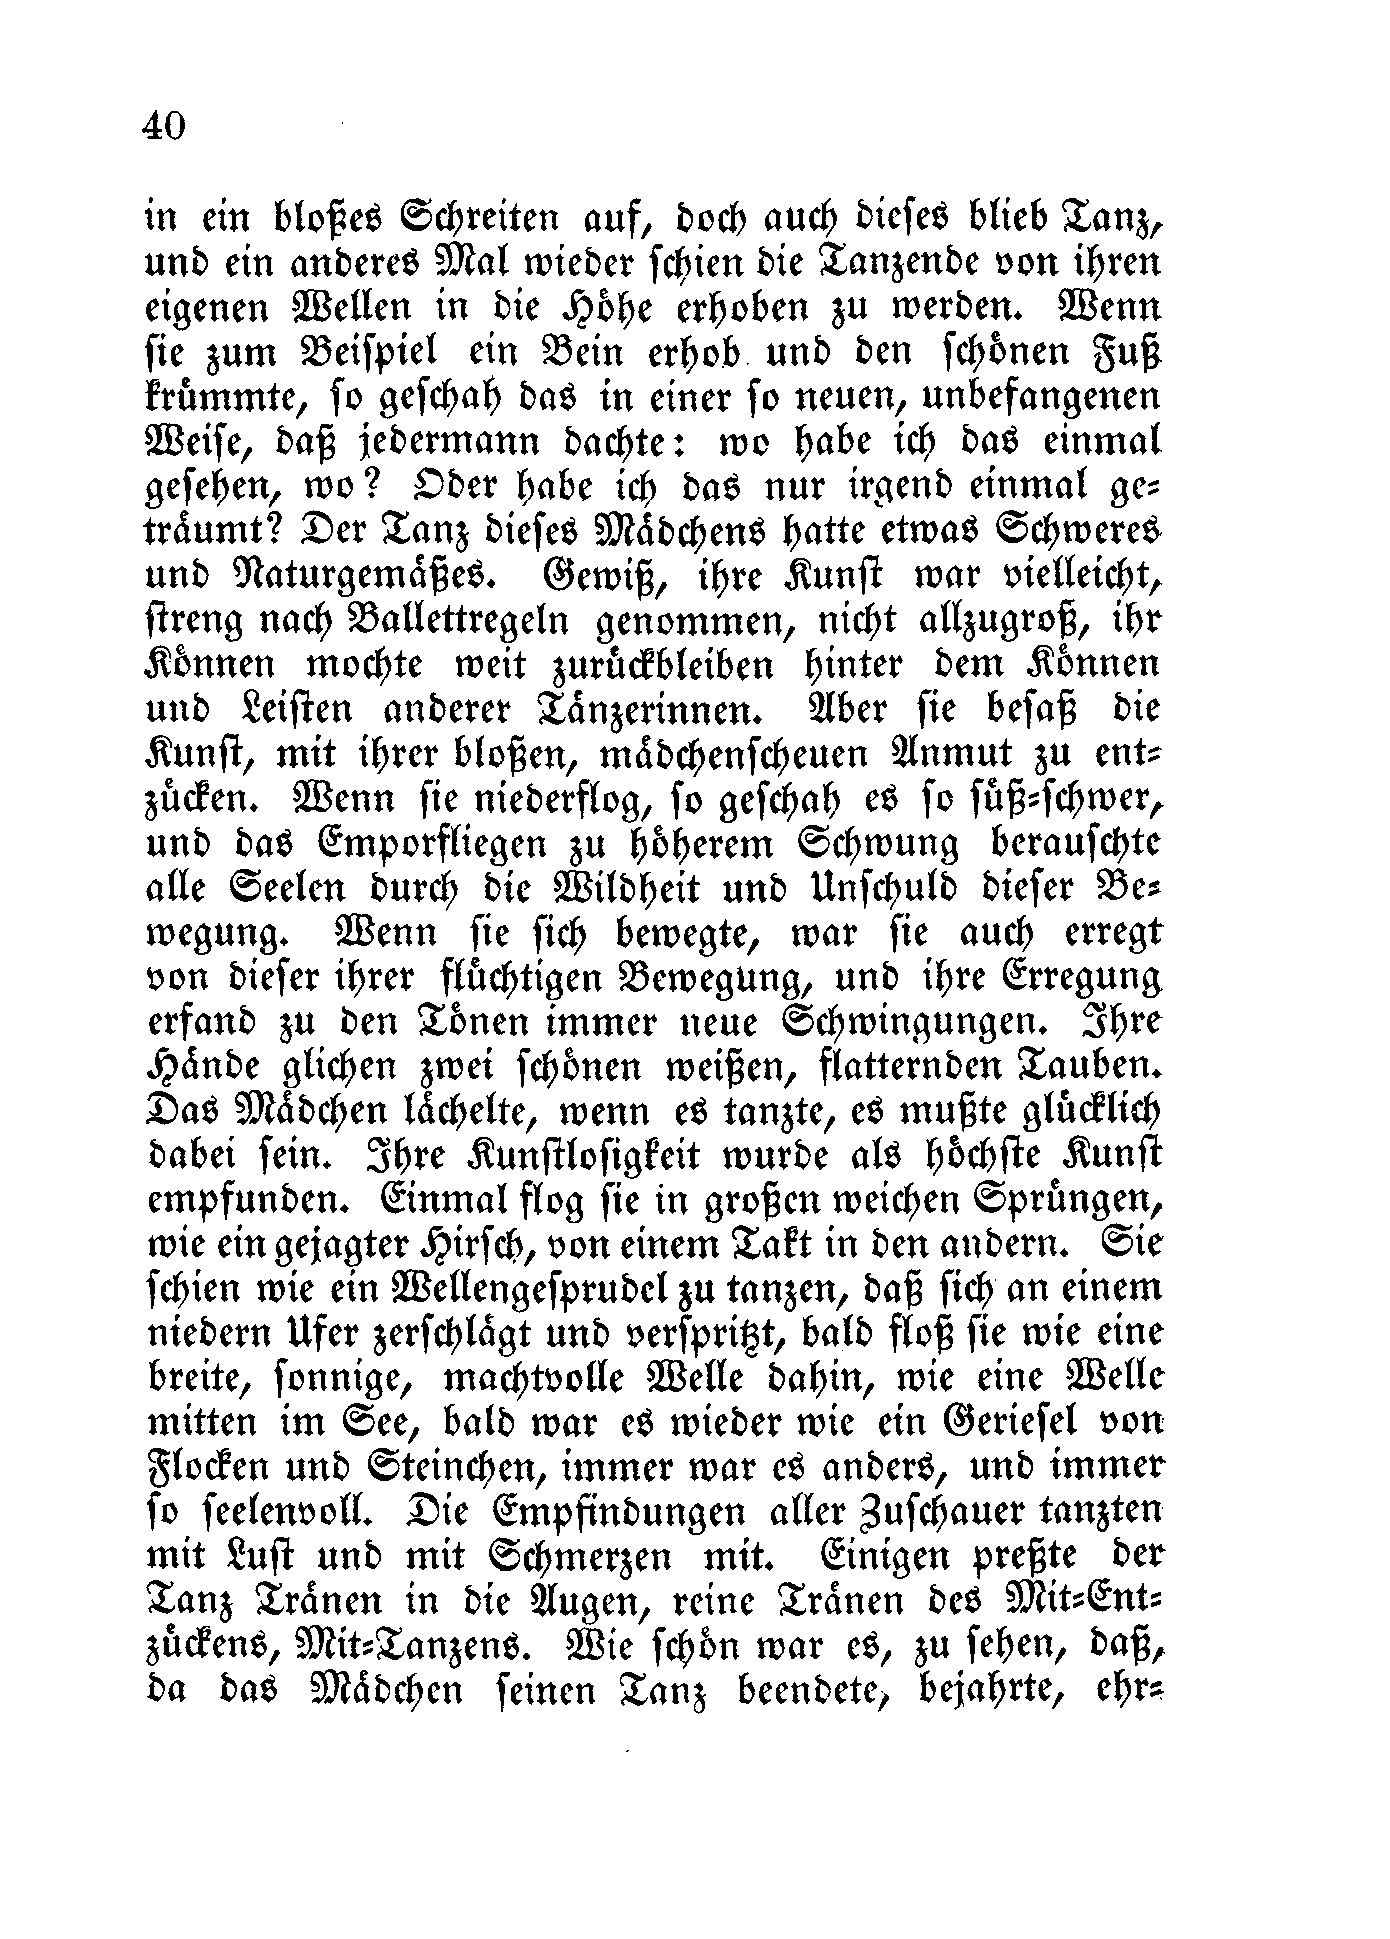 40
in ein bloßes Schreiten auf, doch auch dieses blieb Tanz,
und ein anderes Mal wieder schien die Tanzende von ihren
eigenen Wellen in die Höhe erhoben zu werden. Wenn
sie zum Beispiel ein Bein erhob und den schönen Fuß
krümmte, so geschah das in einer so neuen, unbefangenen
Weise, daß jedermann dachte: wo habe ich das einmal
gesehen, wo? Oder habe ich das nur irgend einmal ge-
träumt? Der Tanz dieses Mädchens hatte etwas Schweres
und Naturgemäßes. Gewiß, ihre Kunst war vielleicht,
streng nach Ballettregeln genommen, nicht allzugroß, ihr
Können mochte weit zurückbleiben hinter dem Können
und Leisten anderer Tänzerinnen. Aber sie besaß die
Kunst, mit ihrer bloßen, mädchenscheuen Anmut zu ent-
zücken. Wenn sie niederflog, so geschah es so süß-schwer,
und das Emporfliegen zu höherem Schwung berauschte
alle Seelen durch die Wildheit und Unschuld dieser Be-
wegung. Wenn sie sich bewegte, war sie auch erregt
von dieser ihrer flüchtigen Bewegung, und ihre Erregung
erfand zu den Tönen immer neue Schwingungen. Ihre
Hände glichen zwei schönen weißen, flatternden Tauben.
Das Mädchen lächelte, wenn es tanzte, es mußte glücklich
dabei sein. Ihre Kunstlosigkeit wurde als höchste Kunst
empfunden. Einmal flog sie in großen weichen Sprüngen,
wie ein gejagter Hirsch, von einem Takt in den andern. Sie
schien wie ein Wellengesprudel zu tanzen, daß sich an einem
niedern Ufer zerschlägt und verspritzt, bald floß sie wie eine
breite, sonnige, machtvolle Welle dahin, wie eine Welle
mitten im See, bald war es wieder wie ein Geriesel von
Flocken und Steinchen, immer war es anders, und immer
so seelenvoll. Die Empfindungen aller Zuschauer tanzten
mit Lust und mit Schmerzen mit. Einigen preßte der
Tanz Tränen in die Augen, reine Tränen des Mit-Ent-
zückens, Mit-Tanzens. Wie schön war es, zu sehen, daß,
da das Mädchen seinen Tanz beendete, bejahrte, ehr-